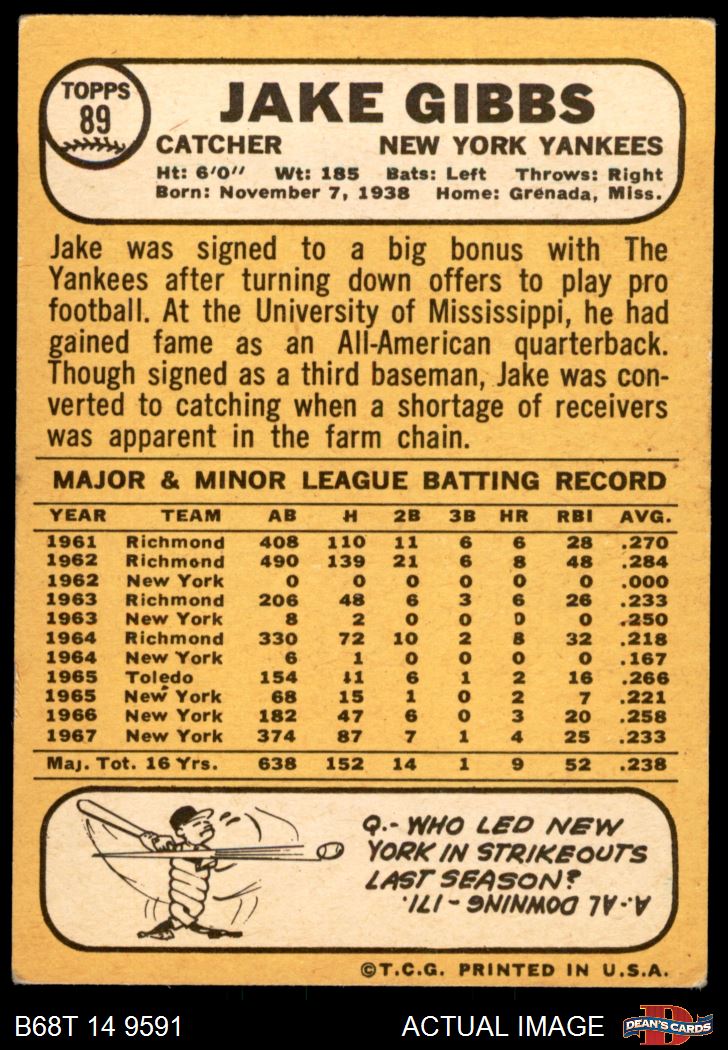 TOPPS
89
JAKE GIBBS
CATCHER NEW YORK YANKEES
Ht: 6'0" Wt: 185 Bats: Left Throws: Right
Born: November 7, 1938 Home: Grenada, Miss.
Jake was signed to a big bonus with The
Yankees after turning down offers to play pro
football. At the University of Mississippi, he had
gained fame as an All-American quarterback.
Though signed as a third baseman, Jake was con-
verted to catching when a shortage of receivers
was apparent in the farm chain.
MAJOR & MINOR LEAGUE BATTING RECORD
YEAR TEAM AB H 2B 3B HR RBI AVG.
1961 Richmond 408 110 11 6 6 28 .270
1962 Richmond 490 139 21 6 8 48 .284
1962 New York 0 0 0 0 0 0 .000
1963 Richmond 206 48 6 3 6 26 .233
1963 New York 8 2 0 0 0 0 .250
1964 Richmond 330 72 10 2 8 32 .218
1964 New York 6 1 0 0 0 0 .167
1965 Toledo 154 41 6 1 2 16 .266
1965 New York 68 15 1 0 2 7 .221
1966 New York 182 47 6 0 3 20 .258
1967 New York 374 87 7 1 4 25 .233
Maj. Tot. 16 Yrs. 638 152 14 1 9 52 .238
Q.- WHO LED NEW
YORK IN STRIKEOUTS
LAST SEASON?
A.- AL DOWNING - 171.
©T.C.G. PRINTED IN U.S.A.
B68T 14 9591 ACTUAL IMAGE
D
DEAN'S CARDS